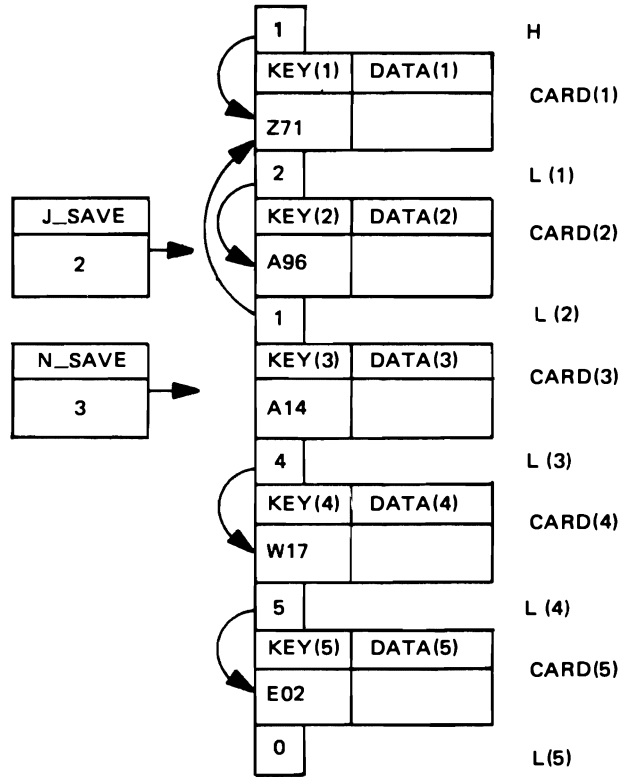 1 H
KEY(1) DATA(1)
CARD(1)
Z71
2 L (1)
J_SAVE
2
KEY(2) DATA(2)
CARD(2)
A96
1 L (2)
N_SAVE
3
KEY(3) DATA(3)
CARD(3)
A14
4 L (3)
KEY(4) DATA(4)
CARD(4)
W17
5 L (4)
KEY(5) DATA(5)
CARD(5)
E02
0 L(5)